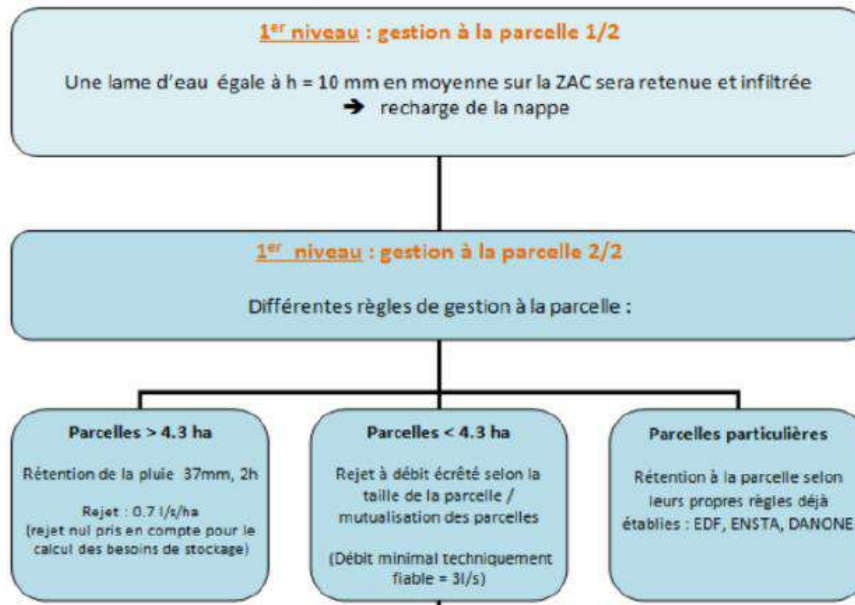 1er niveau : gestion à la parcelle 1/2
Une lame d'eau égale à h = 10 mm en moyenne sur la ZAC sera retenue et infiltrée
➔ recharge de la nappe
1er niveau : gestion à la parcelle 2/2
Différentes règles de gestion à la parcelle :
Parcelles > 4.3 ha
Rétention de la pluie 37mm, 2h
Rejet : 0.7 l/s/ha
(rejet nul pris en compte pour le
calcul des besoins de stockage)
Parcelles < 4.3 ha
Rejet à débit écrêté selon la
taille de la parcelle /
mutualisation des parcelles
(Débit minimal techniquement
fiable = 3l/s)
Parcelles particulières
Rétention à la parcelle selon
leurs propres règles déjà
établies : EDF, ENSTA, DANONE